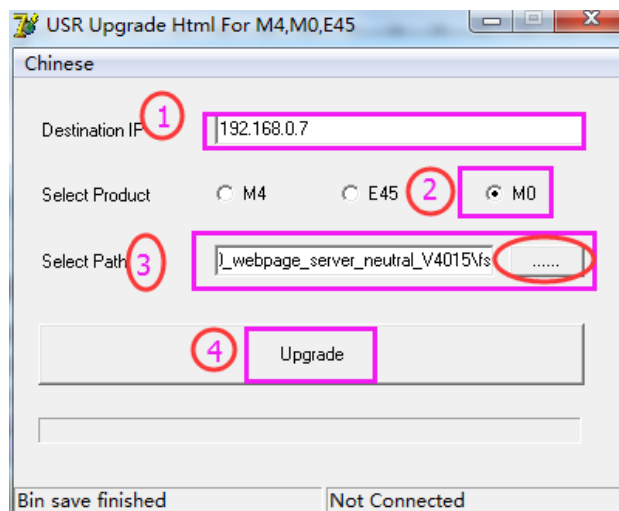 USR Upgrade Html For M4,M0,E45
Chinese
Destination IP
1
192.168.0.7
Select Product
M4
E45
2
M0
Select Path
3
)_webpage_server_neutral_V4015\fs
......
4
Upgrade
Bin save finished
Not Connected